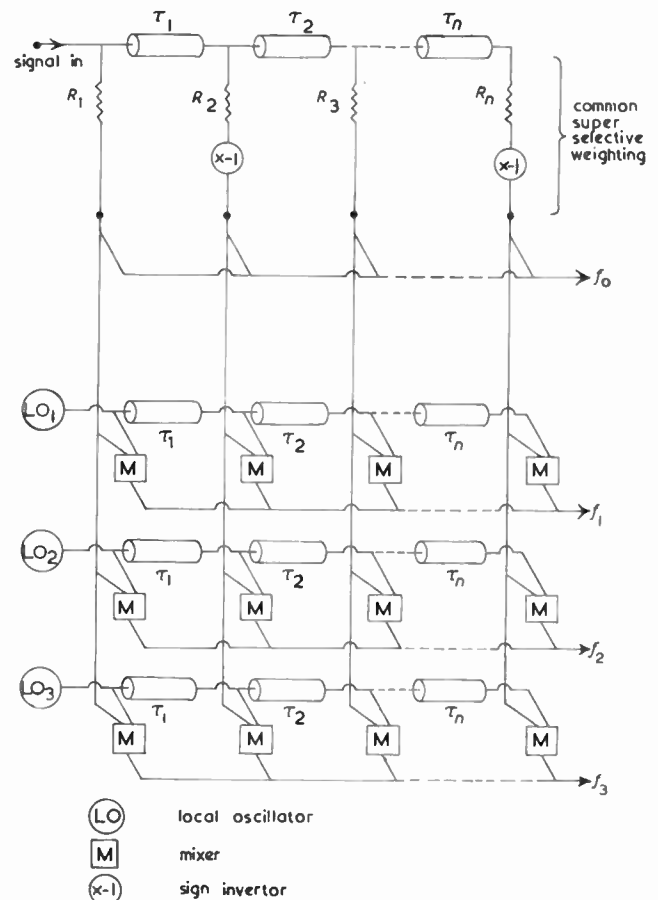 τ₁ τ₂ τₙ
signal in
R₁ R₂ R₃ Rₙ
common
super
selective
weighting
x-1 x-1
f₀
LO₁
τ₁ τ₂ τₙ
M M M M
f₁
LO₂
τ₁ τ₂ τₙ
M M M M
f₂
LO₃
τ₁ τ₂ τₙ
M M M M
f₃
LO local oscillator
M mixer
x-1 sign invertor